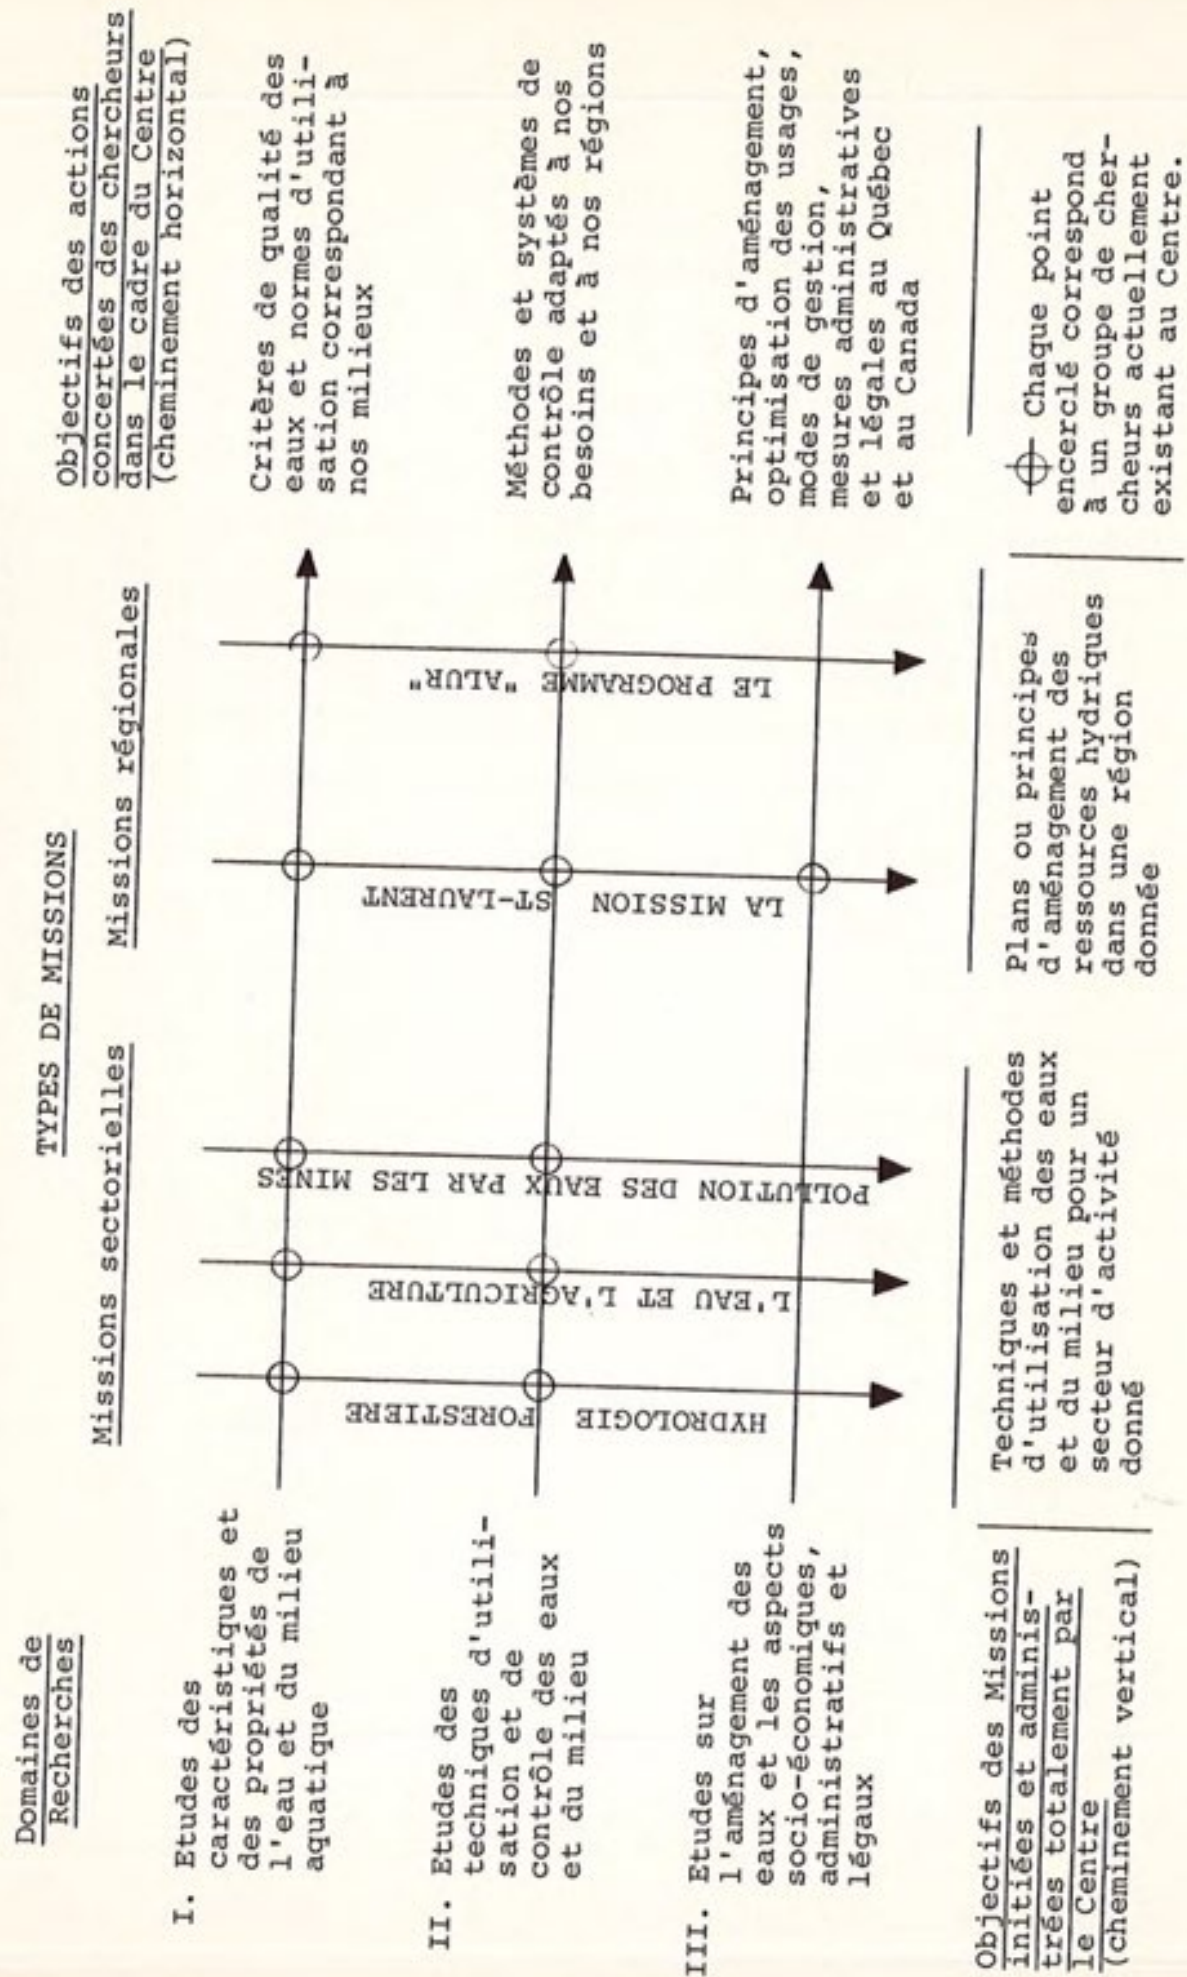 TYPES DE MISSIONS
Domaines de
Recherches
Missions sectorielles
Missions régionales
Objectifs des actions
concertées des chercheurs
dans le cadre du Centre
(cheminement horizontal)
I. Etudes des
caractéristiques et
des propriétés de
l'eau et du milieu
aquatique
Critères de qualité des
eaux et normes d'utili-
sation correspondant à
nos milieux
II. Etudes des
techniques d'utili-
sation et de
contrôle des eaux
et du milieu
Méthodes et systèmes de
contrôle adaptés à nos
besoins et à nos régions
III. Etudes sur
l'aménagement des
eaux et les aspects
socio-économiques,
administratifs et
légaux
Principes d'aménagement,
optimisation des usages,
modes de gestion,
mesures administratives
et légales au Québec
et au Canada
HYDROLOGIE FORESTIERE
L'EAU ET L'AGRICULTURE
POLLUTION DES EAUX PAR LES MINES
LA MISSION ST-LAURENT
LE PROGRAMME "ALUR"
Objectifs des Missions
initiées et adminis-
trées totalement par
le Centre
(cheminement vertical)
Techniques et méthodes
d'utilisation des eaux
et du milieu pour un
secteur d'activité
donné
Plans ou principes
d'aménagement des
ressources hydriques
dans une région
donnée
Chaque point
encerclé correspond
à un groupe de cher-
cheurs actuellement
existant au Centre.